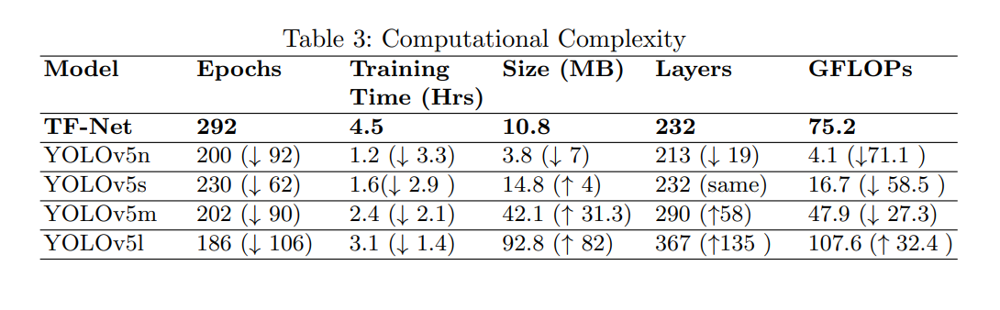 Table 3: Computational Complexity
Model Epochs Training Time (Hrs) Size (MB) Layers GFLOPs
TF-Net 292 4.5 10.8 232 75.2
YOLOv5n 200 (↓ 92) 1.2 (↓ 3.3) 3.8 (↓ 7) 213 (↓ 19) 4.1 (↓71.1 )
YOLOv5s 230 (↓ 62) 1.6(↓ 2.9 ) 14.8 (↑ 4) 232 (same) 16.7 (↓ 58.5 )
YOLOv5m 202 (↓ 90) 2.4 (↓ 2.1) 42.1 (↑ 31.3) 290 (↑58) 47.9 (↓ 27.3)
YOLOv5l 186 (↓ 106) 3.1 (↓ 1.4) 92.8 (↑ 82) 367 (↑135 ) 107.6 (↑ 32.4 )